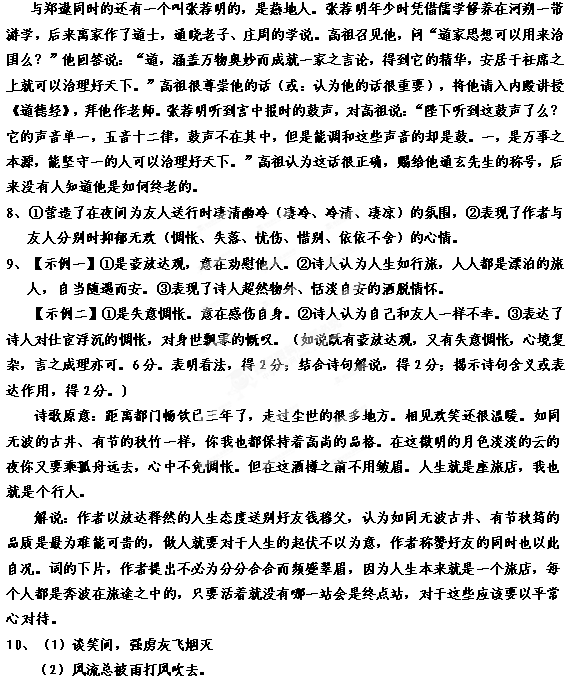 与郑遨同时的还有一个叫张荐明的，是燕地人。张荐明年少时凭借儒学修养在河朔一带
游学，后来离家作了道士，通晓老子、庄周的学说。高祖召见他，问“道家思想可以用来治
国么？”他回答说：“道，涵盖万物奥妙而成就一家之言论，得到它的精华，安居于衽席之
上就可以治理好天下。”高祖很尊崇他的话（或：认为他的话很重要），将他请入内殿讲授
《道德经》，拜他作老师。张荐明听到宫中报时的鼓声，对高祖说：“陛下听到这鼓声了么？
它的声音单一，五音十二律，鼓声不在其中，但是能调和这些声音的却是鼓。一，是万事之
本源，能坚守一的人可以治理好天下。”高祖认为这话很正确，赐给他通玄先生的称号，后
来没有人知道他是如何终老的。
8、①营造了在夜间为友人送行时凄清幽冷（凄冷、冷清、凄凉）的氛围，②表现了作者与
友人分别时抑郁无欢（惆怅、失落、忧伤、惜别、依依不舍）的心情。
9、【示例一】①是豪放达观，意在劝慰他人。②诗人认为人生如行旅，人人都是漂泊的旅
人，自当随遇而安。③表现了诗人超然物外、恬淡自安的洒脱情怀。
【示例二】①是失意惆怅。意在感伤自身。②诗人认为自己和友人一样不幸。③表达了
诗人对仕宦浮沉的惆怅，对身世飘零的慨叹。（如说既有豪放达观，又有失意惆怅，心境复
杂，言之成理亦可。6分。表明看法，得2分；结合诗句解说，得2分；揭示诗句含义或表
达作用，得2分。）
诗歌原意：距离都门畅饮已三年了，走过尘世的很多地方。相见欢笑还很温暖。如同
无波的古井、有节的秋竹一样，你我也都保持着高尚的品格。在这微明的月色淡淡的云的
夜你又要乘孤舟远去，心中不免惆怅。但在这酒樽之前不用皱眉。人生就是座旅店，我也
就是个行人。
解说：作者以放达释然的人生态度送别好友钱穆父，认为如同无波古井、有节秋筠的
品质是最为难能可贵的，做人就要对于人生的起伏不以为意，作者称赞好友的同时也以此
自况。词的下片，作者提出不必为分分合合而频蹙翠眉，因为人生本来就是一个旅店，每
个人都是奔波在旅途之中的，只要活着就没有哪一站会是终点站，对于这些应该要以平常
心对待。
10、（1）谈笑间，强虏灰飞烟灭
（2）风流总被雨打风吹去。